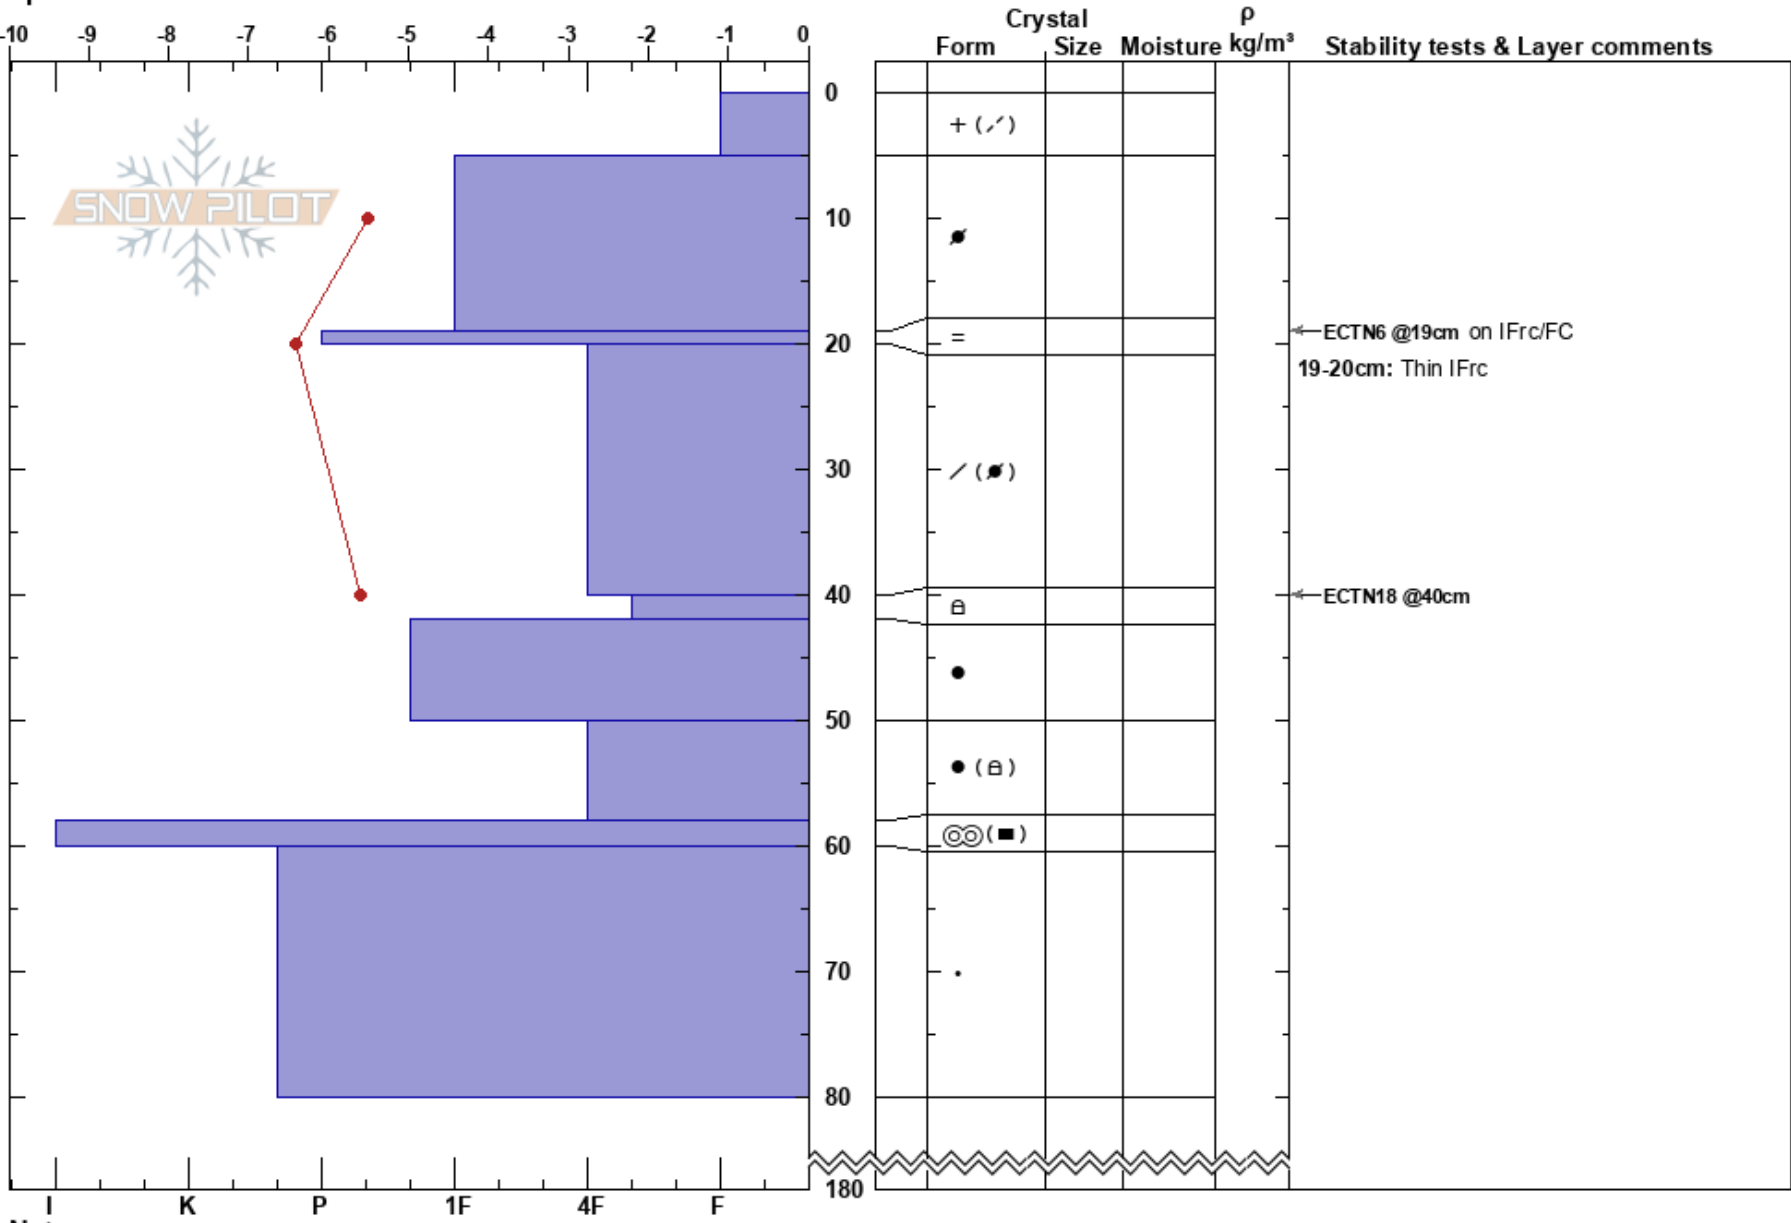 Crystal ρ
Form Size Moisture kg/m³ Stability tests & Layer comments
-10 -9 -8 -7 -6 -5 -4 -3 -2 -1 0
SNOW PILOT
0
+ (⟋)
10
ECTN6 @19cm on IFrc/FC
20 =
19-20cm: Thin IFrc
30 / ( )
40 ECTN18 @40cm
50
( )
60 ( )
70
80
180
I K P 1F 4F F